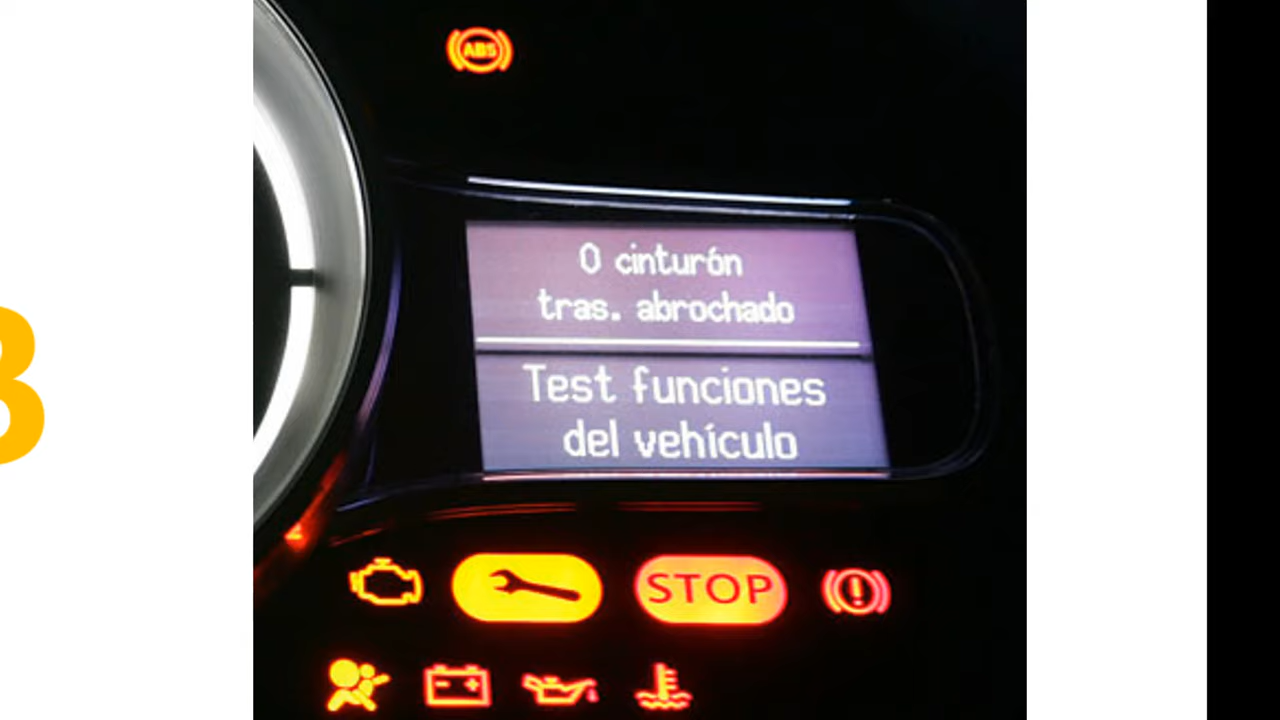 ABS
0 cinturón
tras. abrochado
Test funciones
del vehículo
STOP